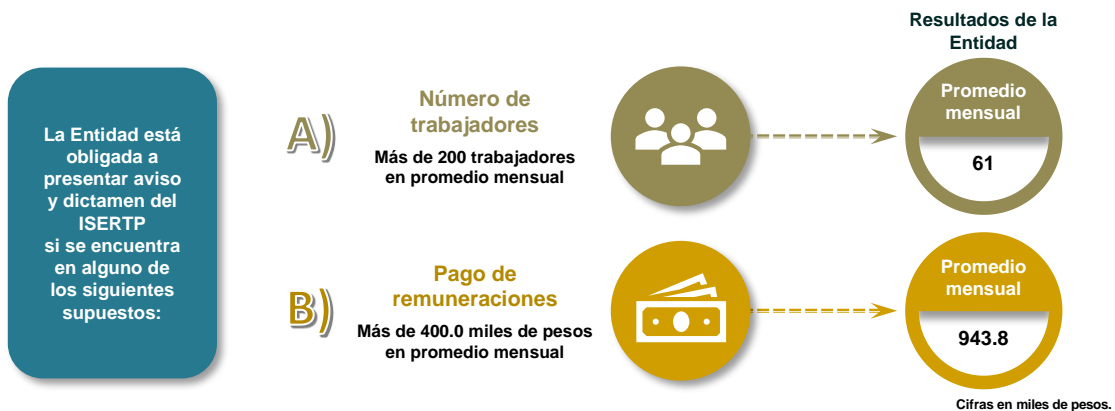 La Entidad está
obligada a
presentar aviso
y dictamen del
ISERTP
si se encuentra
en alguno de
los siguientes
supuestos:
A)
Número de
trabajadores
Más de 200 trabajadores
en promedio mensual
Resultados de la
Entidad
Promedio
mensual
61
B)
Pago de
remuneraciones
Más de 400.0 miles de pesos
en promedio mensual
Promedio
mensual
943.8
Cifras en miles de pesos.